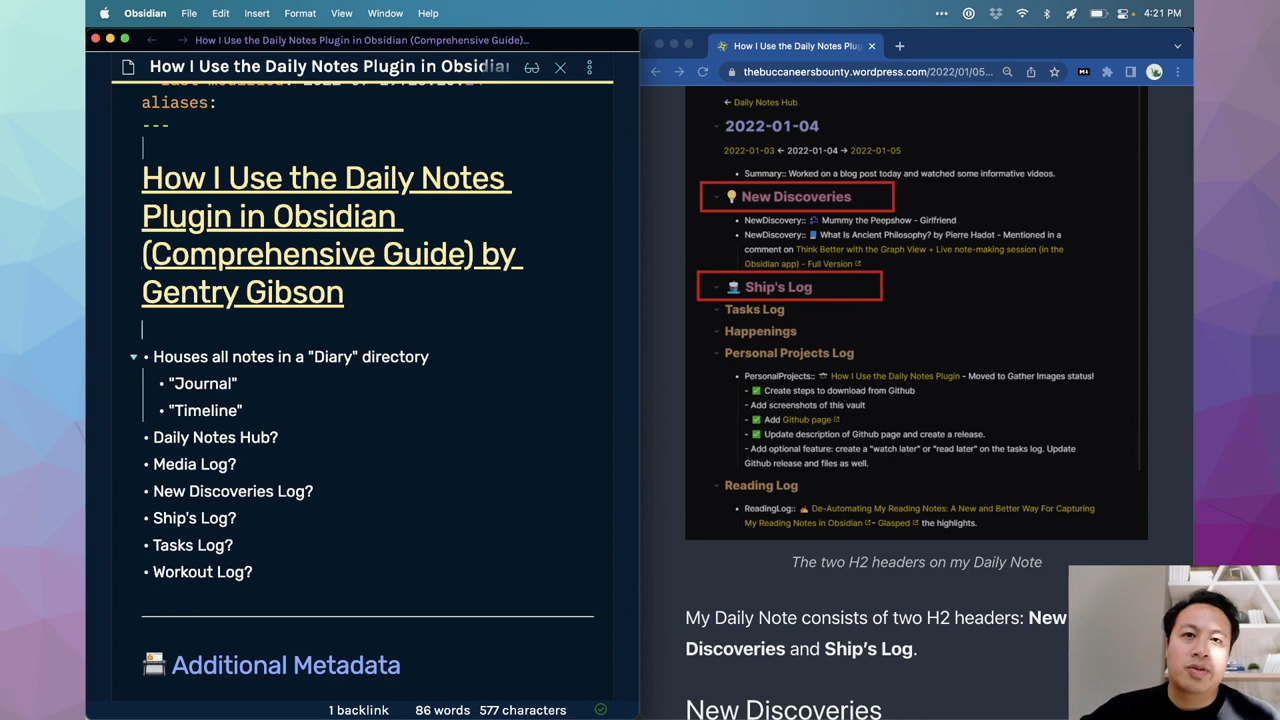 Obsidian File Edit Insert Format View Window Help
4:21 PM
How I Use the Daily Notes Plugin in Obsidian (Comprehensive Guide)...
How I Use the Daily Notes Plugin in Obsidian
aliases:
---
How I Use the Daily Notes
Plugin in Obsidian
(Comprehensive Guide) by
Gentry Gibson
• Houses all notes in a "Diary" directory
• "Journal"
• "Timeline"
• Daily Notes Hub?
• Media Log?
• New Discoveries Log?
• Ship's Log?
• Tasks Log?
• Workout Log?
Additional Metadata
1 backlink 86 words 577 characters
How I Use the Daily Notes Plug
thebuccaneersbounty.wordpress.com/2022/01/05...
← Daily Notes Hub
2022-01-04
2022-01-03 ← 2022-01-04 → 2022-01-05
• Summary:: Worked on a blog post today and watched some informative videos.
💡 New Discoveries
• NewDiscovery:: 🎵 Mummy the Peepshow - Girlfriend
• NewDiscovery:: 📘 What Is Ancient Philosophy? by Pierre Hadot - Mentioned in a
comment on Think Better with the Graph View + Live note-making session (in the
Obsidian app) - Full Version
Ship's Log
Tasks Log
Happenings
Personal Projects Log
• PersonalProjects:: How I Use the Daily Notes Plugin - Moved to Gather Images status!
- ✅ Create steps to download from Github
- Add screenshots of this vault
- ✅ Add Github page
- ✅ Update description of Github page and create a release.
- Add optional feature: create a "watch later" or "read later" on the tasks log. Update
Github release and files as well.
Reading Log
• ReadingLog:: ✍ De-Automating My Reading Notes: A New and Better Way For Capturing
My Reading Notes in Obsidian - Glasped the highlights.
The two H2 headers on my Daily Note
My Daily Note consists of two H2 headers: New
Discoveries and Ship's Log.
New Discoveries